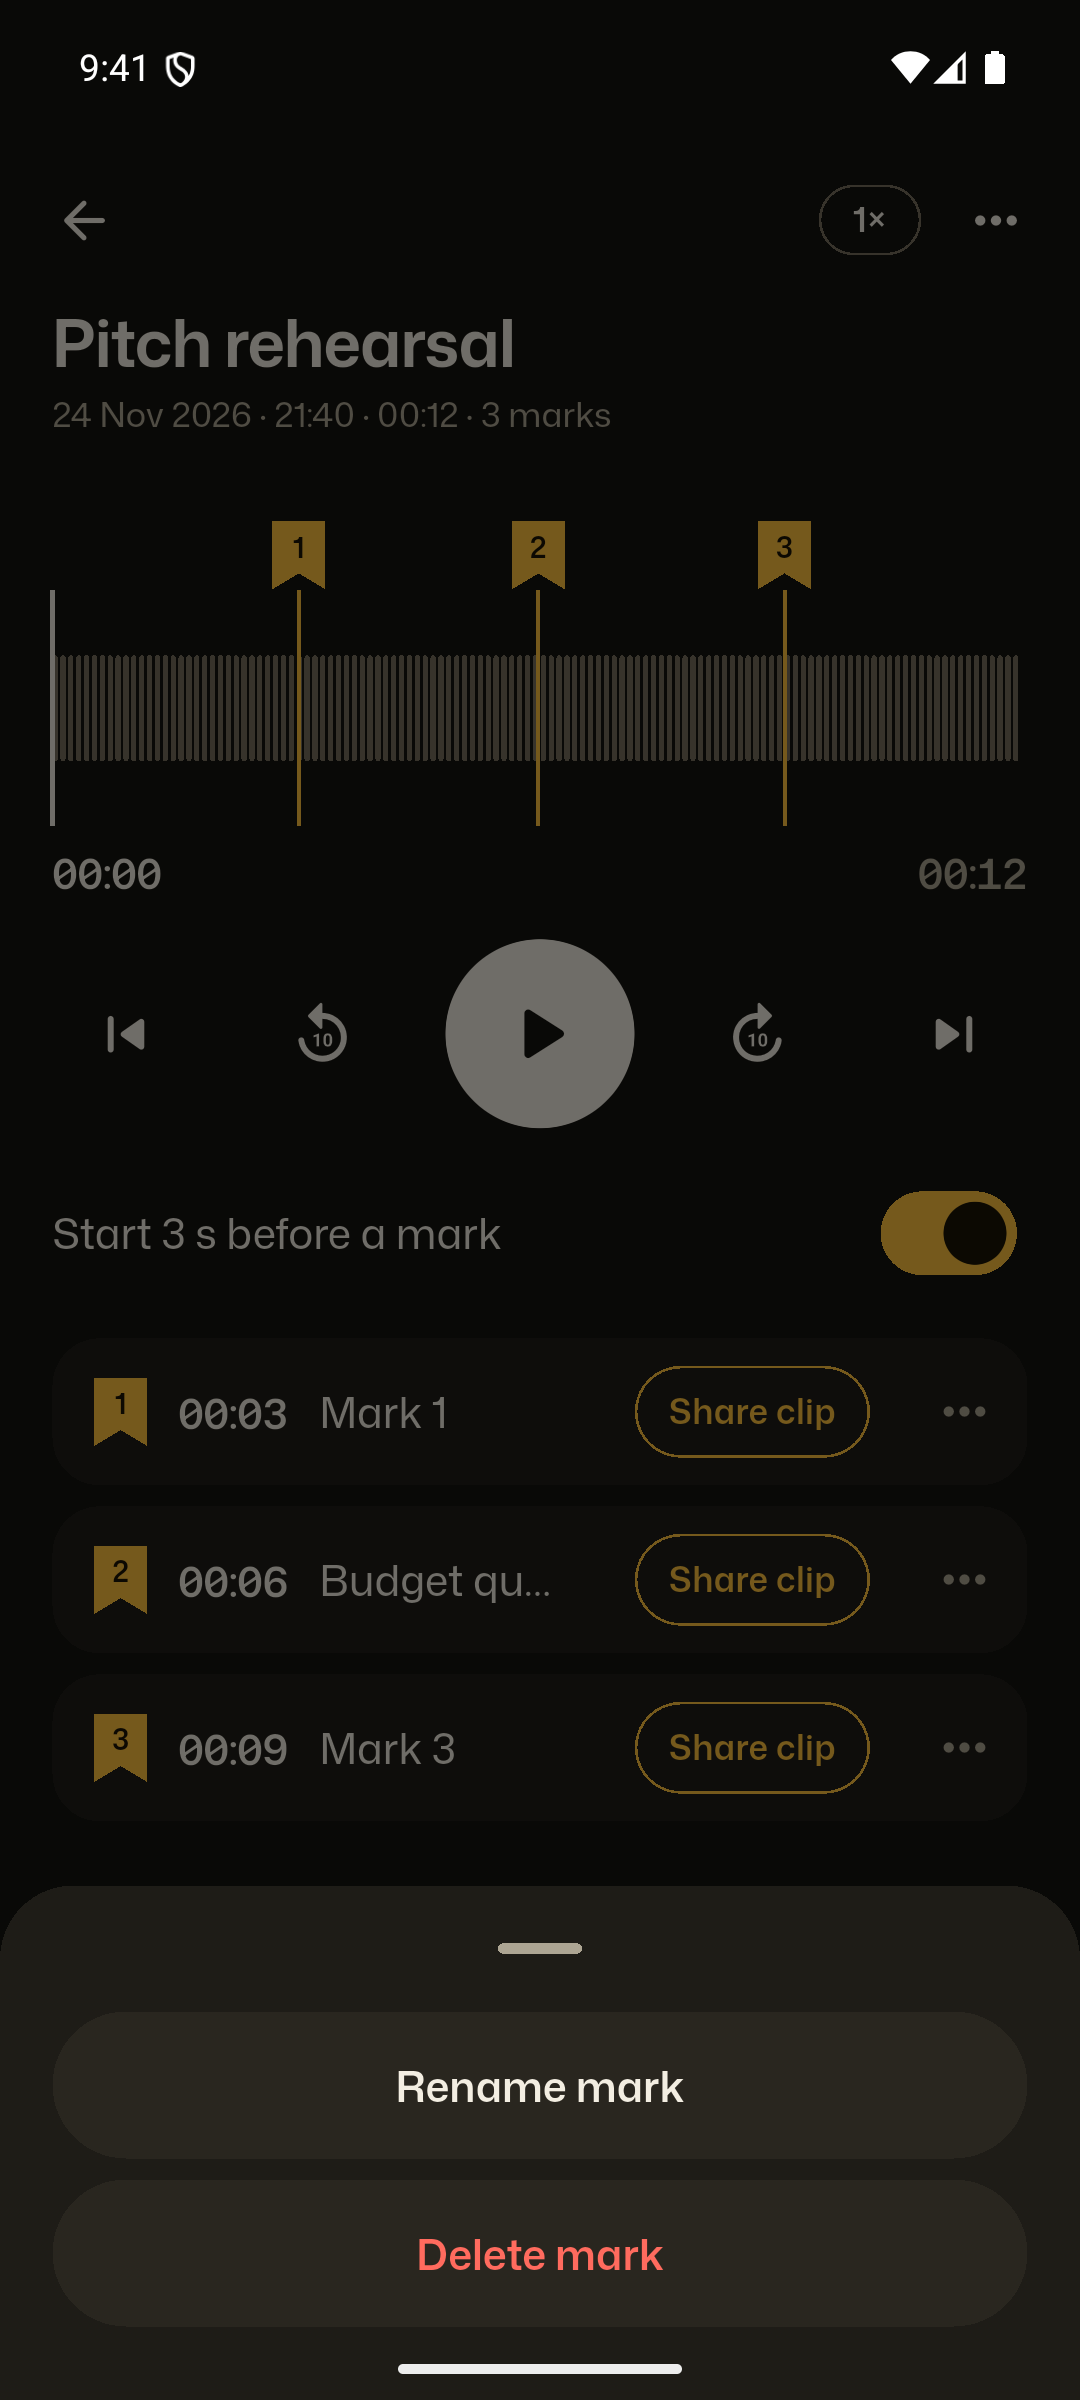 9:41
1×
Pitch rehearsal
24 Nov 2026 · 21:40 · 00:12 · 3 marks
1 2 3
00:00 00:12
10 10
Start 3 s before a mark
1 00:03 Mark 1 Share clip
2 00:06 Budget qu... Share clip
3 00:09 Mark 3 Share clip
Rename mark
Delete mark